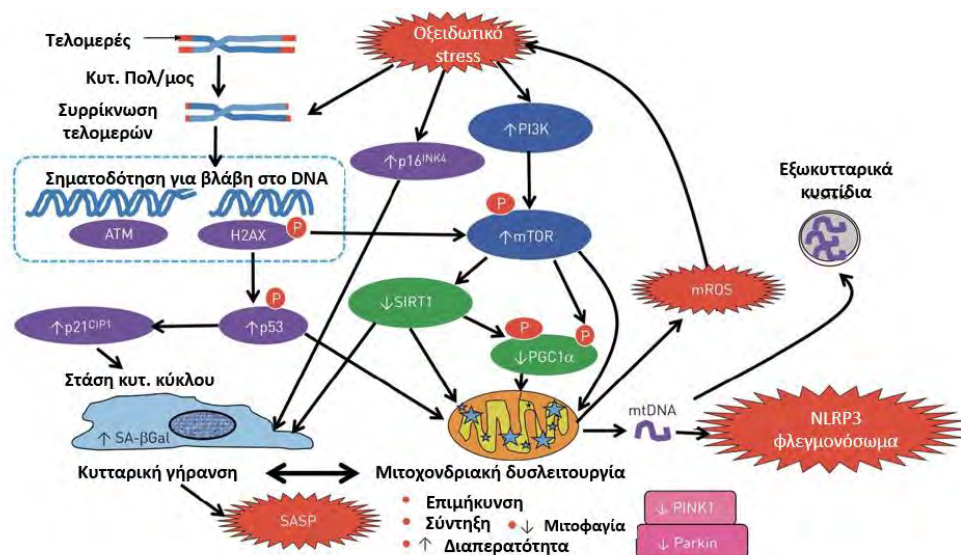 Τελομερές
Κυτ. Πολ/μος
Συρρίκνωση
τελομερών
Οξειδωτικό
stress
↑PI3K
↑p16INK4
Σηματοδότηση για βλάβη στο DNA
ATM
H2AX
P
P
↑mTOR
Εξωκυτταρικά
κυστίδια
mROS
↓SIRT1
P
↑p53
↑p21CIP1
P
P
↓PGC1α
Στάση κυτ. κύκλου
↑ SA-βGal
mtDNA
NLRP3
φλεγμονόσωμα
Κυτταρική γήρανση
Μιτοχονδριακή δυσλειτουργία
SASP
• Επιμήκυνση
• Σύντηξη
• ↓ Μιτοφαγία
• ↑ Διαπερατότητα
↓ PINK1
↓ Parkin